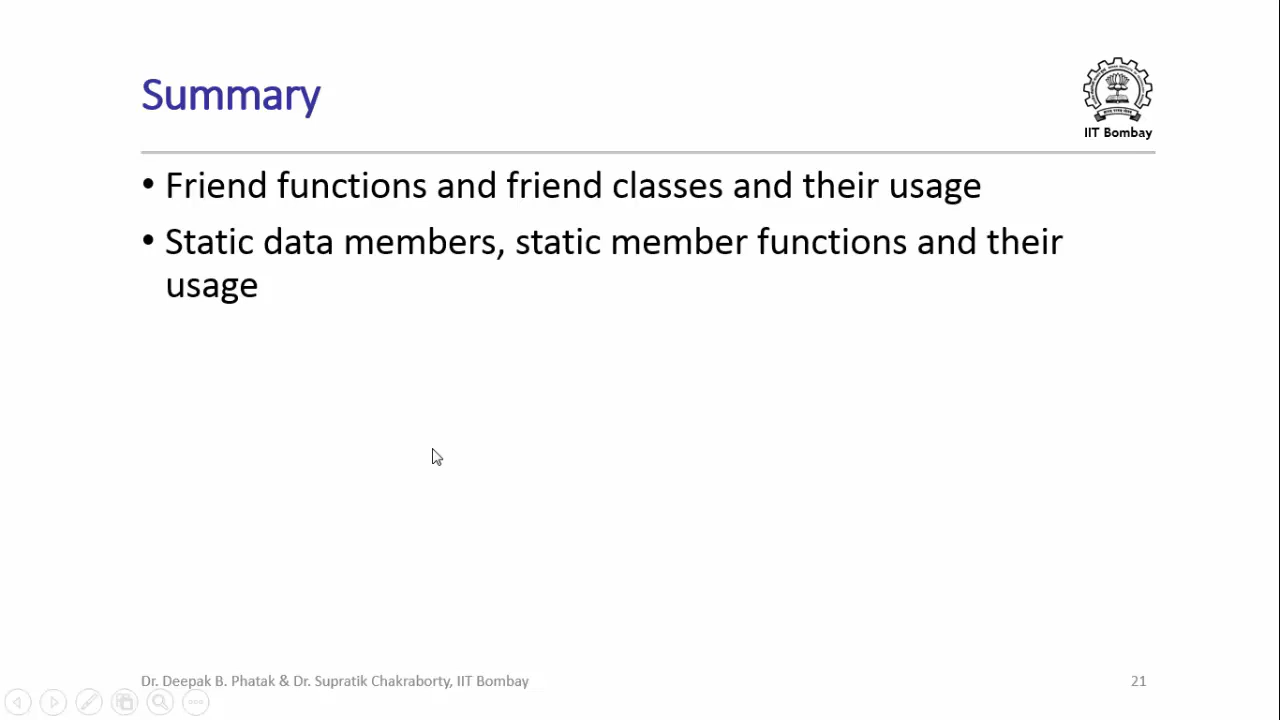 Summary
IIT Bombay
• Friend functions and friend classes and their usage
• Static data members, static member functions and their
usage
Dr. Deepak B. Phatak & Dr. Supratik Chakraborty, IIT Bombay
21